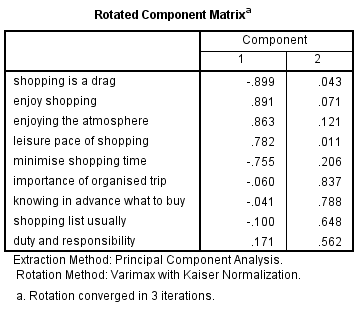 Rotated Component Matrixa
Component
1 2
shopping is a drag -.899 .043
enjoy shopping .891 .071
enjoying the atmosphere .863 .121
leisure pace of shopping .782 .011
minimise shopping time -.755 .206
importance of organised trip -.060 .837
knowing in advance what to buy -.041 .788
shopping list usually -.100 .648
duty and responsibility .171 .562
Extraction Method: Principal Component Analysis.
Rotation Method: Varimax with Kaiser Normalization.
a. Rotation converged in 3 iterations.